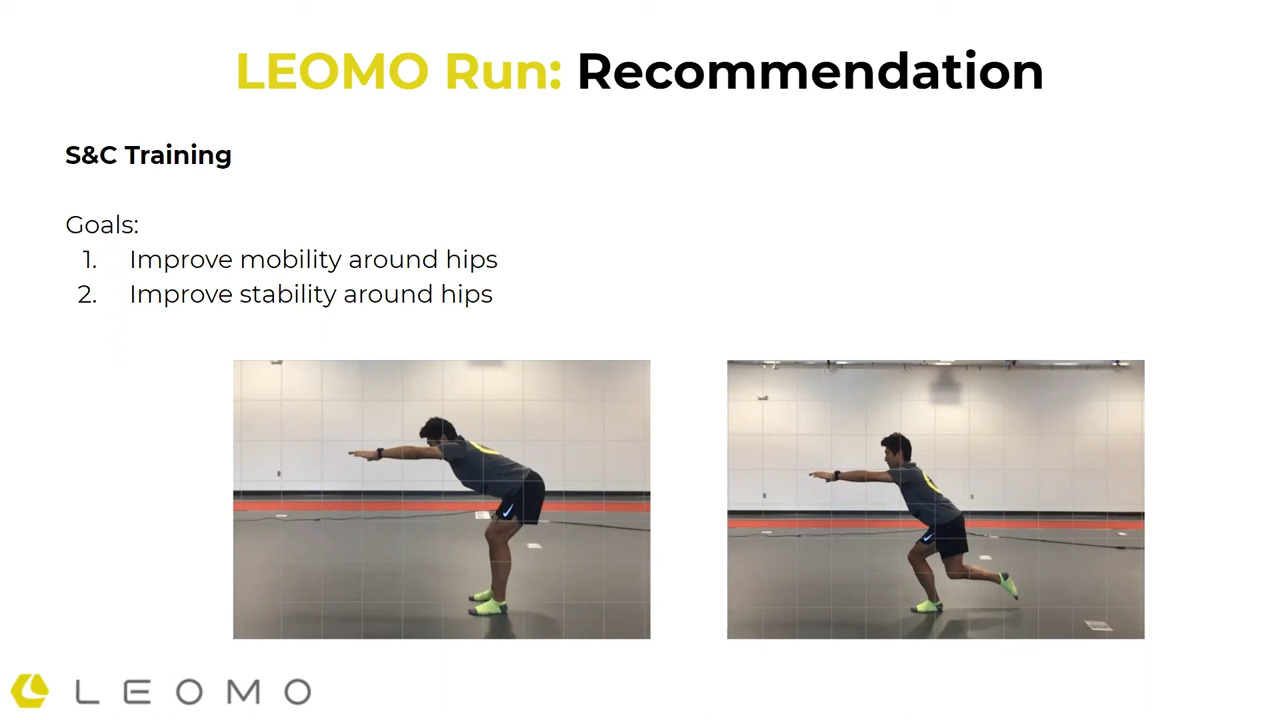 LEOMO Run: Recommendation
S&C Training
Goals:
1. Improve mobility around hips
2. Improve stability around hips
LEOMO